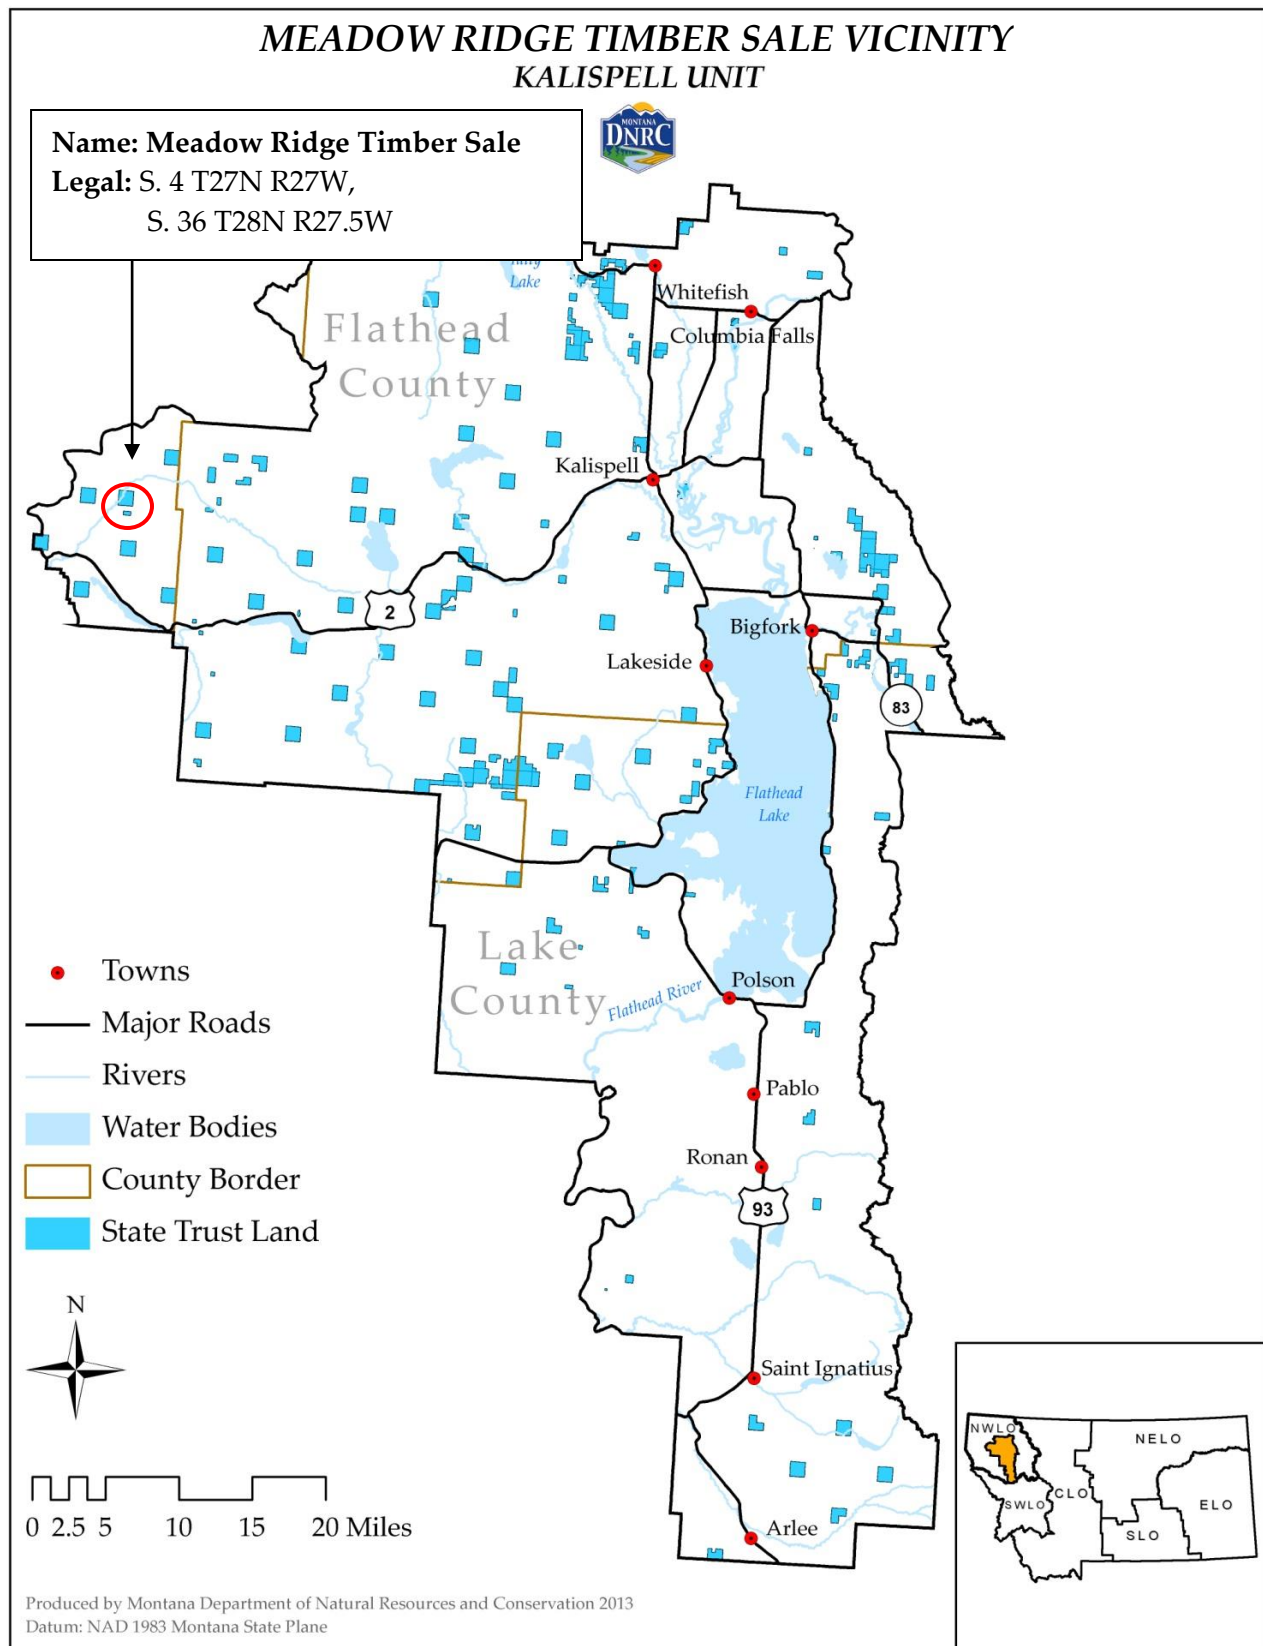 MEADOW RIDGE TIMBER SALE VICINITY
KALISPELL UNIT
MONTANA
DNRC
Name: Meadow Ridge Timber Sale
Legal: S. 4 T27N R27W,
S. 36 T28N R27.5W
Lake
Whitefish
Columbia Falls
Flathead
County
Kalispell
2
Bigfork
Lakeside
83
Flathead
Lake
Lake
County
Flathead River
Polson
Pablo
Ronan
93
Saint Ignatius
Arlee
Towns
Major Roads
Rivers
Water Bodies
County Border
State Trust Land
N
0 2.5 5 10 15 20 Miles
NWLO
SWLO
CLO
NELO
SLO
ELO
Produced by Montana Department of Natural Resources and Conservation 2013
Datum: NAD 1983 Montana State Plane